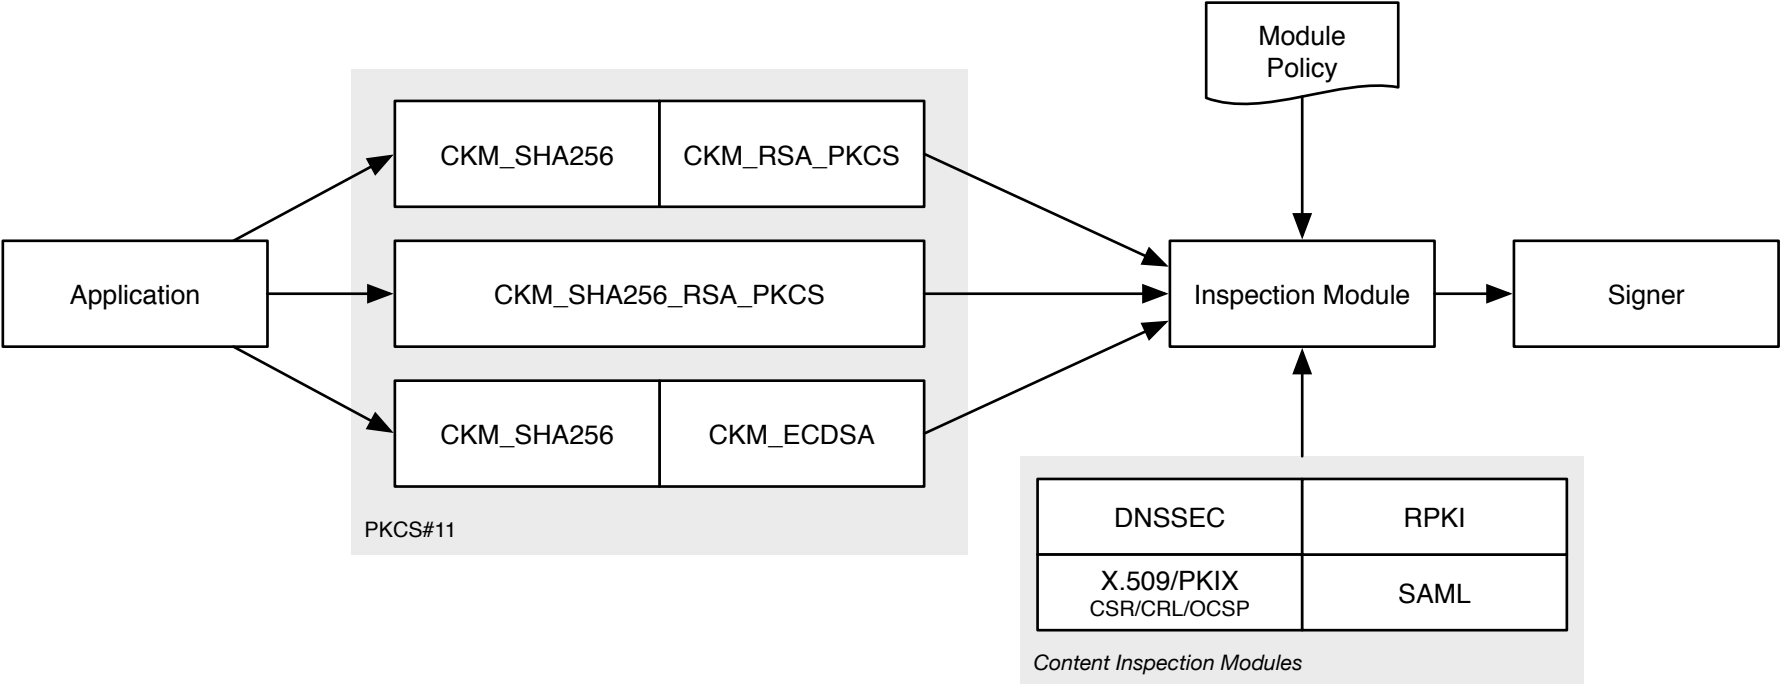 Module
Policy
CKM_SHA256
CKM_RSA_PKCS
Application
CKM_SHA256_RSA_PKCS
Inspection Module
Signer
CKM_SHA256
CKM_ECDSA
PKCS#11
DNSSEC
RPKI
X.509/PKIX
CSR/CRL/OCSP
SAML
Content Inspection Modules